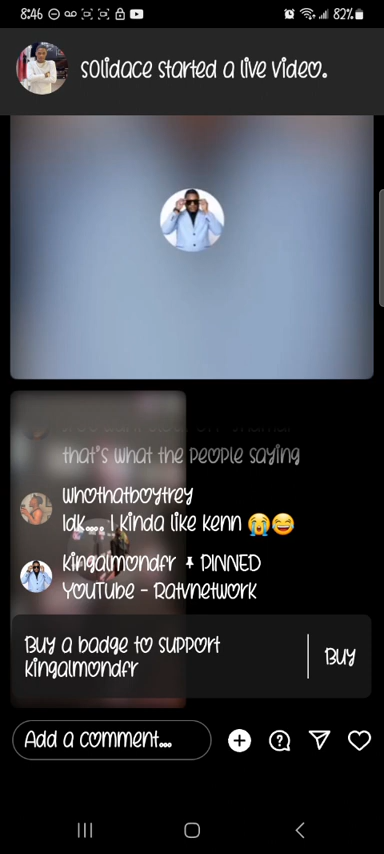 8:46
82%
solidace started a live video.
that's what the people saying
whothatboytrey
Idk.... I kinda like kenn 😭😂
kingalmondfr 📌 PINNED
YouTube - Ratvnetwork
Buy a badge to support
kingalmondfr
Buy
Add a comment...